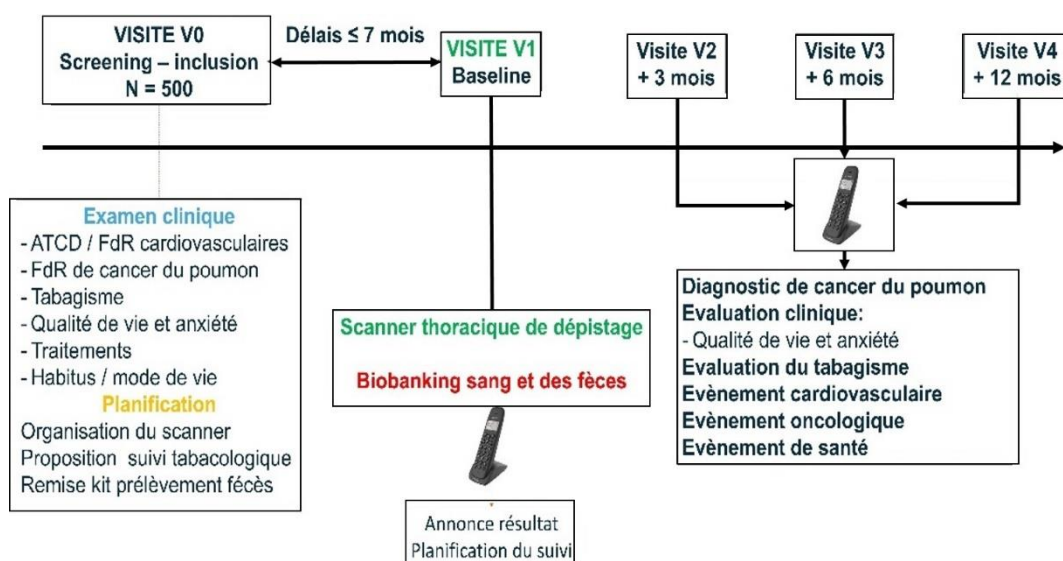 VISITE V0
Screening – inclusion
N = 500
Délais ≤ 7 mois
VISITE V1
Baseline
Visite V2
+ 3 mois
Visite V3
+ 6 mois
Visite V4
+ 12 mois
Examen clinique
- ATCD / FdR cardiovasculaires
- FdR de cancer du poumon
- Tabagisme
- Qualité de vie et anxiété
- Traitements
- Habitus / mode de vie
Planification
Organisation du scanner
Proposition suivi tabacologique
Remise kit prélèvement fécès
Scanner thoracique de dépistage
Biobanking sang et des fèces
Annonce résultat
Planification du suivi
Diagnostic de cancer du poumon
Evaluation clinique:
- Qualité de vie et anxiété
Evaluation du tabagisme
Evènement cardiovasculaire
Evènement oncologique
Evènement de santé